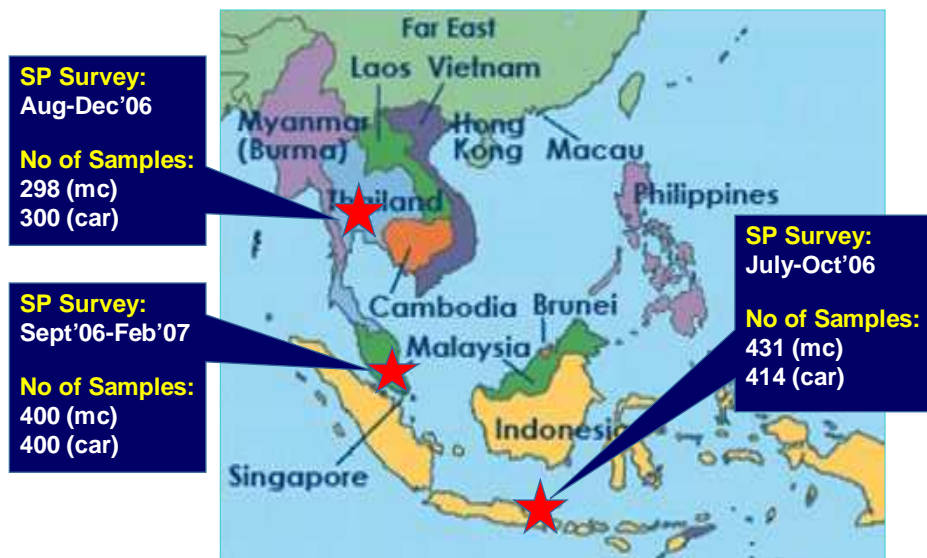 SP Survey:
Aug-Dec'06
No of Samples:
298 (mc)
300 (car)
SP Survey:
Sept'06-Feb'07
No of Samples:
400 (mc)
400 (car)
Far East
Laos Vietnam
Myanmar
(Burma)
Hong
Kong
Macau
Thailand
Philippines
Cambodia
Brunei
Malaysia
Indonesia
Singapore
SP Survey:
July-Oct'06
No of Samples:
431 (mc)
414 (car)